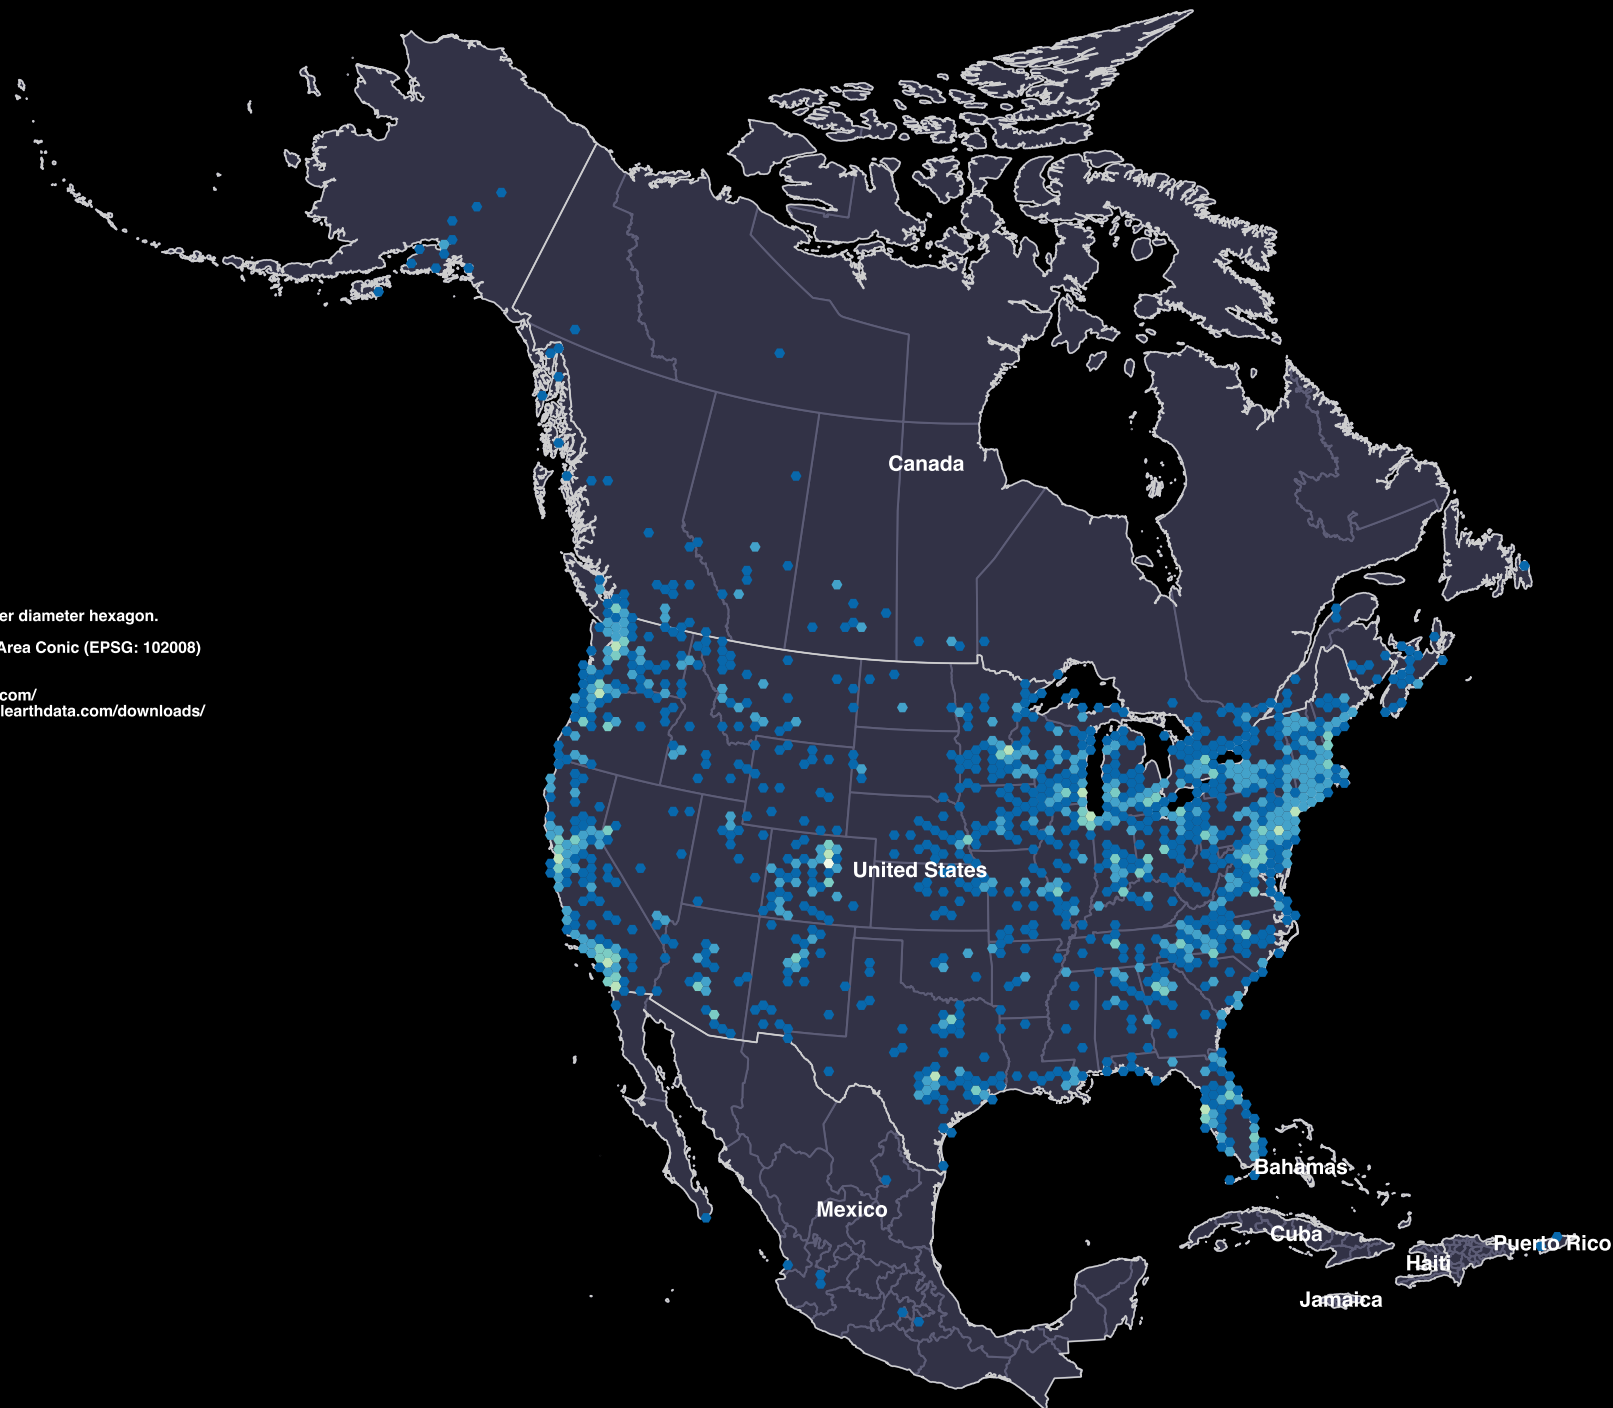 Canada
er diameter hexagon.
Area Conic (EPSG: 102008)
com/
learthdata.com/downloads/
United States
Bahamas
Mexico
Cuba
Puerto Rico
Haiti
Jamaica